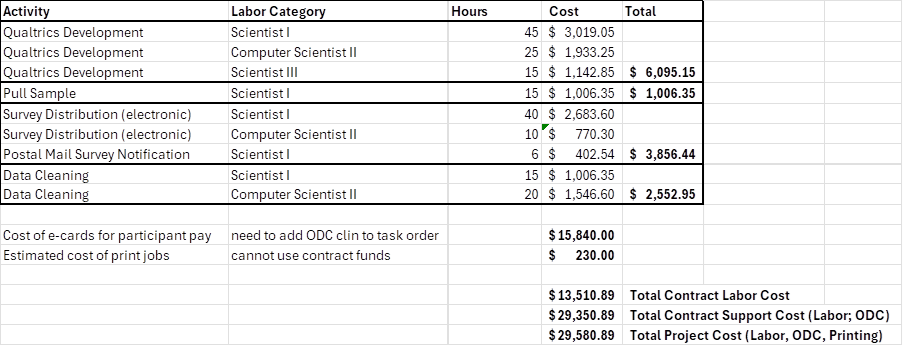 Activity Labor Category Hours Cost Total
Qualtrics Development Scientist I 45 $ 3,019.05
Qualtrics Development Computer Scientist II 25 $ 1,933.25
Qualtrics Development Scientist III 15 $ 1,142.85 $ 6,095.15
Pull Sample Scientist I 15 $ 1,006.35 $ 1,006.35
Survey Distribution (electronic) Scientist I 40 $ 2,683.60
Survey Distribution (electronic) Computer Scientist II 10 $ 770.30
Postal Mail Survey Notification Scientist I 6 $ 402.54 $ 3,856.44
Data Cleaning Scientist I 15 $ 1,006.35
Data Cleaning Computer Scientist II 20 $ 1,546.60 $ 2,552.95
Cost of e-cards for participant pay need to add ODC clin to task order $15,840.00
Estimated cost of print jobs cannot use contract funds $ 230.00
$13,510.89 Total Contract Labor Cost
$29,350.89 Total Contract Support Cost (Labor; ODC)
$29,580.89 Total Project Cost (Labor, ODC, Printing)